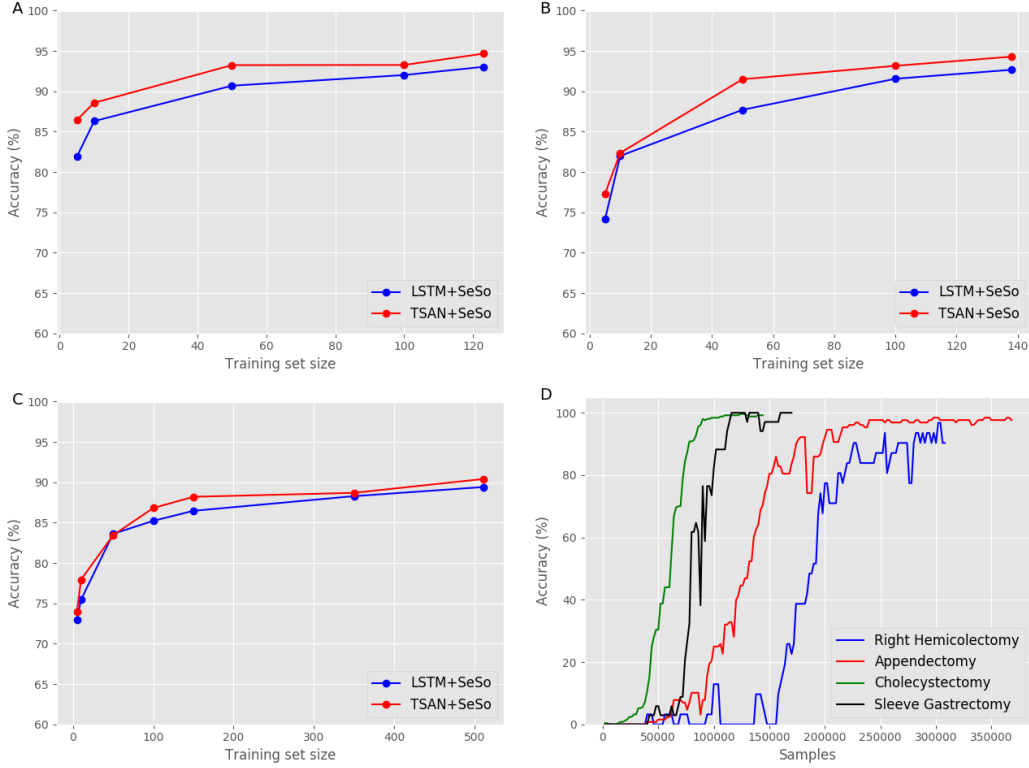 A
100
95
90
85
80
75
70
65
60
Accuracy (%)
0 20 40 60 80 100 120
Training set size
LSTM+SeSo
TSAN+SeSo
B
100
95
90
85
80
75
70
65
60
Accuracy (%)
0 20 40 60 80 100 120 140
Training set size
LSTM+SeSo
TSAN+SeSo
C
100
95
90
85
80
75
70
65
60
Accuracy (%)
0 100 200 300 400 500
Training set size
LSTM+SeSo
TSAN+SeSo
D
100
80
60
40
20
0
Accuracy (%)
0 50000 100000 150000 200000 250000 300000 350000
Samples
Right Hemicolectomy
Appendectomy
Cholecystectomy
Sleeve Gastrectomy